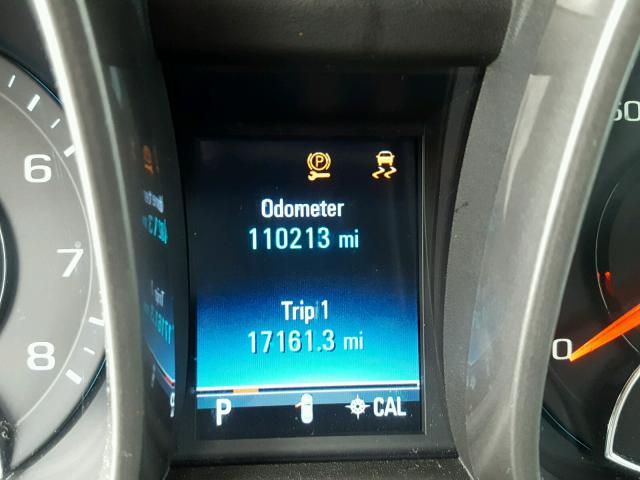 6
7
8
Odometer
110213 mi
Trip 1
17161.3 mi
P
CAL
0